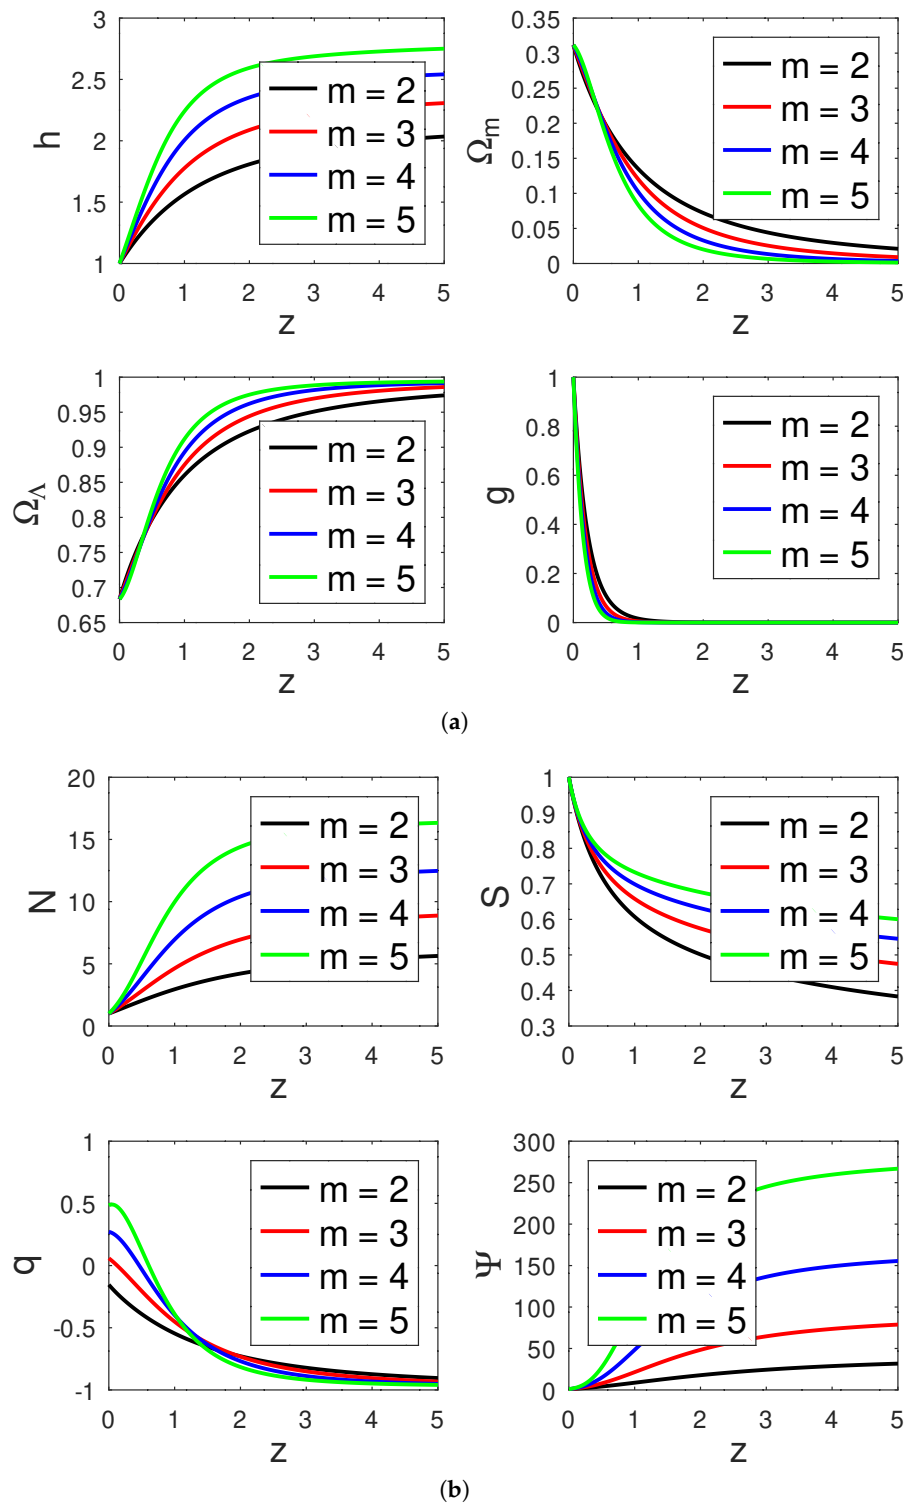 3
2.5
2
1.5
1
h
0 1 2 3 4 5
z
m = 2
m = 3
m = 4
m = 5
0.35
0.3
0.25
0.2
0.15
0.1
0.05
0
Ωm
0 1 2 3 4 5
z
m = 2
m = 3
m = 4
m = 5
1
0.95
0.9
0.85
0.8
0.75
0.7
0.65
ΩΛ
0 1 2 3 4 5
z
m = 2
m = 3
m = 4
m = 5
1
0.8
0.6
0.4
0.2
0
g
0 1 2 3 4 5
z
m = 2
m = 3
m = 4
m = 5
(a)
20
15
10
5
0
N
0 1 2 3 4 5
z
m = 2
m = 3
m = 4
m = 5
1
0.9
0.8
0.7
0.6
0.5
0.4
0.3
S
0 1 2 3 4 5
z
m = 2
m = 3
m = 4
m = 5
1
0.5
0
-0.5
-1
q
0 1 2 3 4 5
z
m = 2
m = 3
m = 4
m = 5
300
250
200
150
100
50
0
Ψ
0 1 2 3 4 5
z
m = 2
m = 3
m = 4
m = 5
(b)